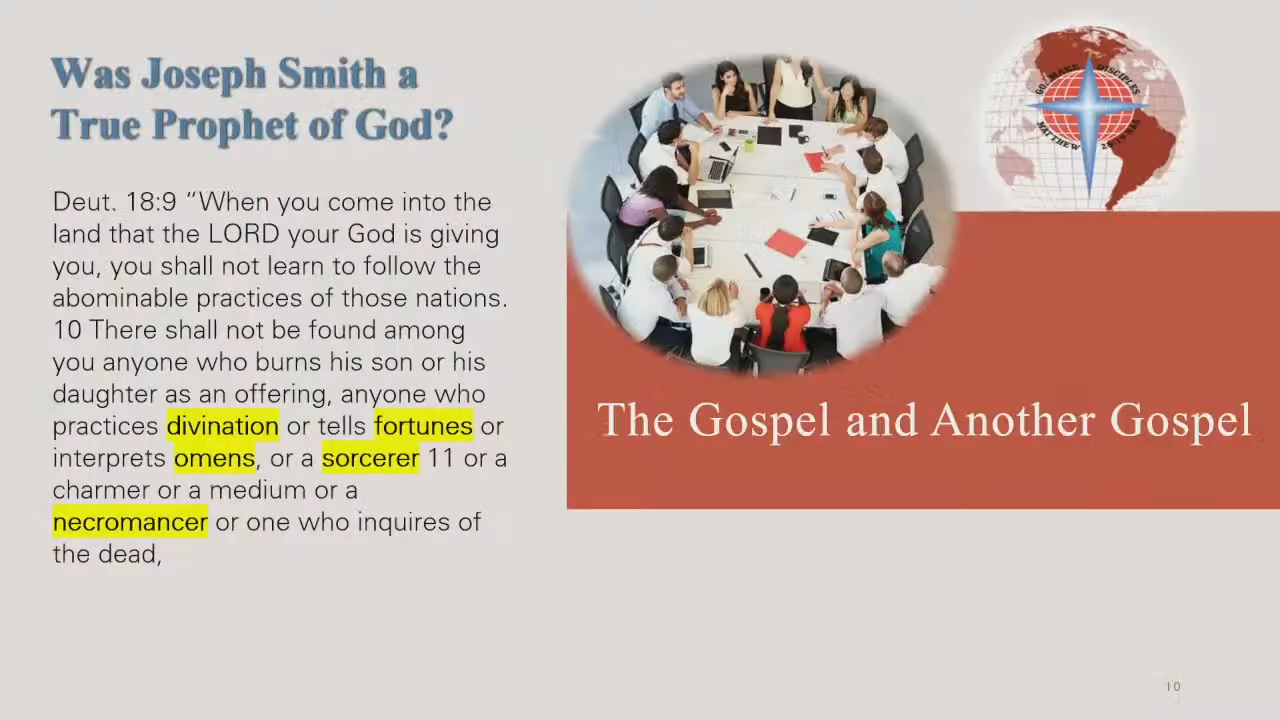 Was Joseph Smith a
True Prophet of God?
Deut. 18:9 “When you come into the
land that the LORD your God is giving
you, you shall not learn to follow the
abominable practices of those nations.
10 There shall not be found among
you anyone who burns his son or his
daughter as an offering, anyone who
practices divination or tells fortunes or
interprets omens, or a sorcerer 11 or a
charmer or a medium or a
necromancer or one who inquires of
the dead,
GO, MAKE DISCIPLES
MATTHEW
The Gospel and Another Gospel
10